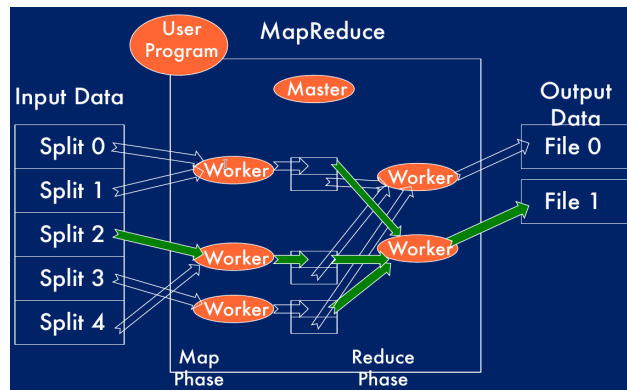 User
Program
MapReduce
Master
Input Data
Output
Data
Split 0
Split 1
Split 2
Split 3
Split 4
Worker
Worker
Worker
Worker
Worker
File 0
File 1
Map
Phase
Reduce
Phase